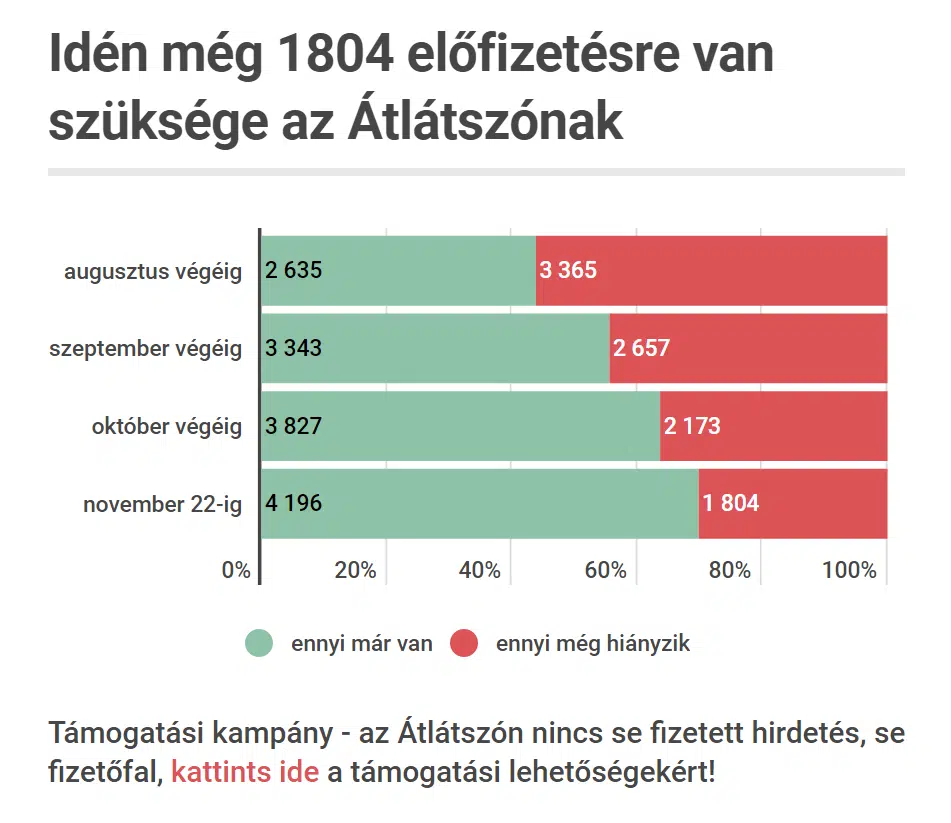 Idén még 1804 előfizetésre van
szüksége az Átlátszónak
augusztus végéig 2 635 3 365
szeptember végéig 3 343 2 657
október végéig 3 827 2 173
november 22-ig 4 196 1 804
0% 20% 40% 60% 80% 100%
ennyi már van ennyi még hiányzik
Támogatási kampány - az Átlátszón nincs se fizetett hirdetés, se
fizetőfal, kattints ide a támogatási lehetőségekért!